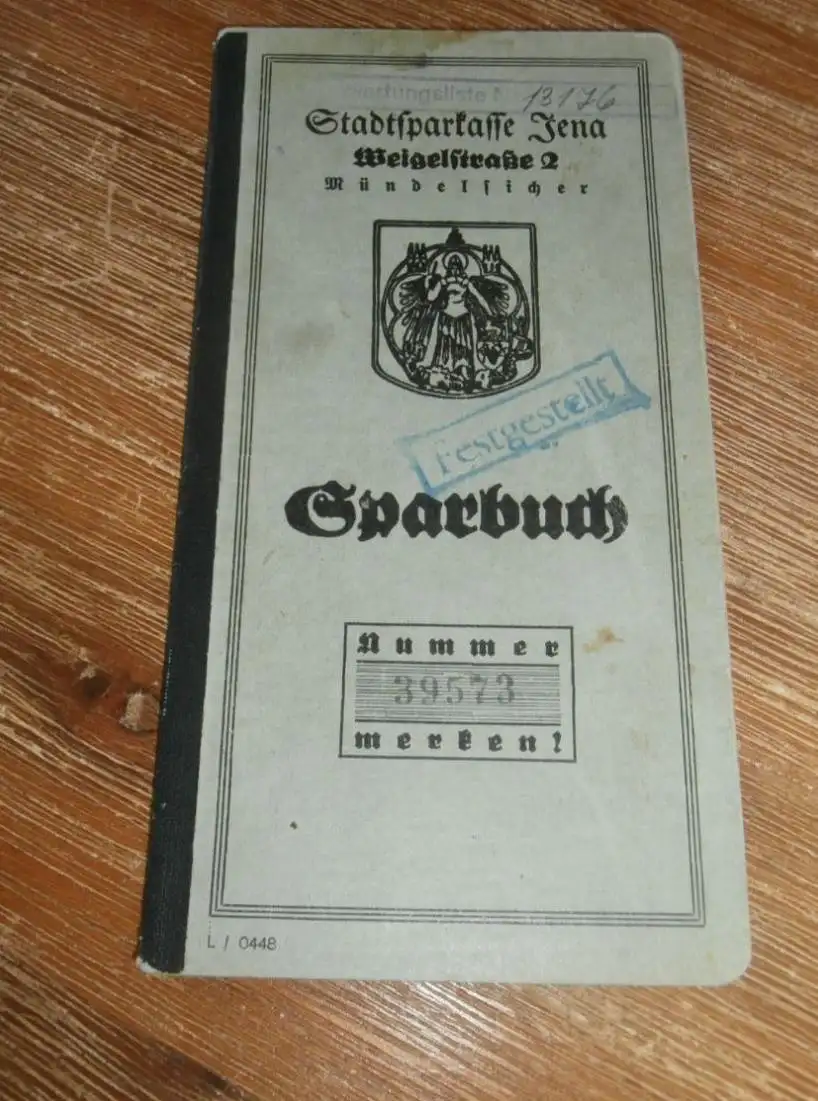 13176
Stadtsparkasse Jena
Weigelstraße 2
Mündelsicher
Festgestellt
Sparbuch
Nummer
39573
merken!
L / 0448